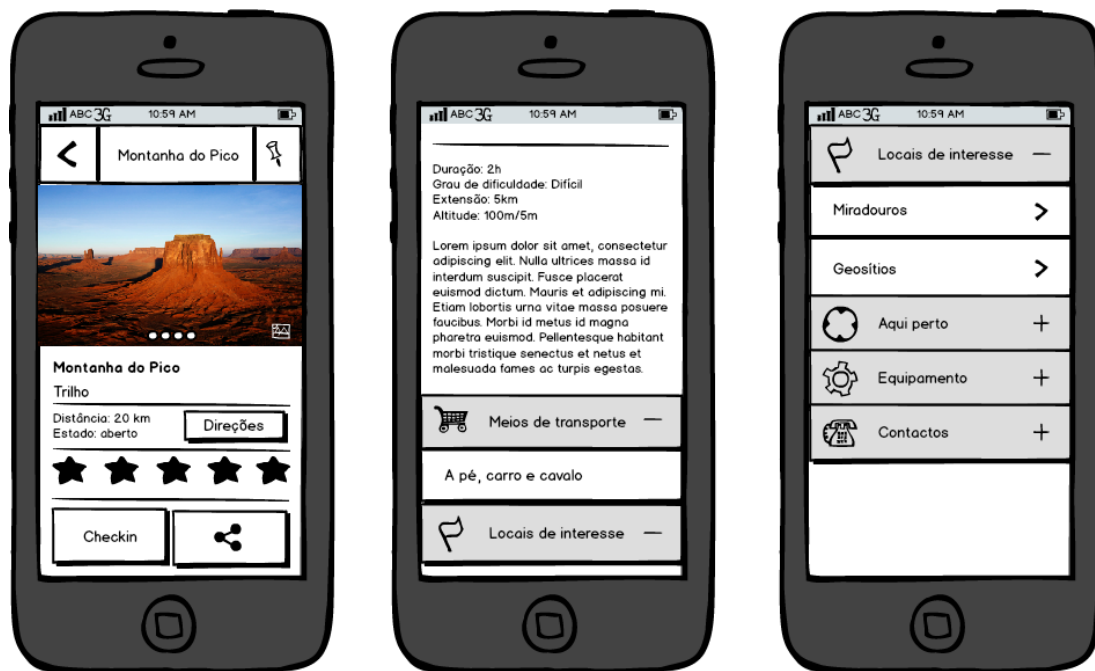 ABC 3G 10:59 AM
Montanha do Pico
Montanha do Pico
Trilho
Distância: 20 km
Estado: aberto
Direções
Checkin
ABC 3G 10:59 AM
Duração: 2h
Grau de dificuldade: Difícil
Extensão: 5km
Altitude: 100m/5m
Lorem ipsum dolor sit amet, consectetur
adipiscing elit. Nulla ultrices massa id
interdum suscipit. Fusce placerat
euismod dictum. Mauris et adipiscing mi.
Etiam lobortis urna vitae massa posuere
faucibus. Morbi id metus id magna
pharetra euismod. Pellentesque habitant
morbi tristique senectus et netus et
malesuada fames ac turpis egestas.
Meios de transporte
A pé, carro e cavalo
Locais de interesse
ABC 3G 10:59 AM
Locais de interesse
Miradouros
Geosítios
Aqui perto
Equipamento
Contactos